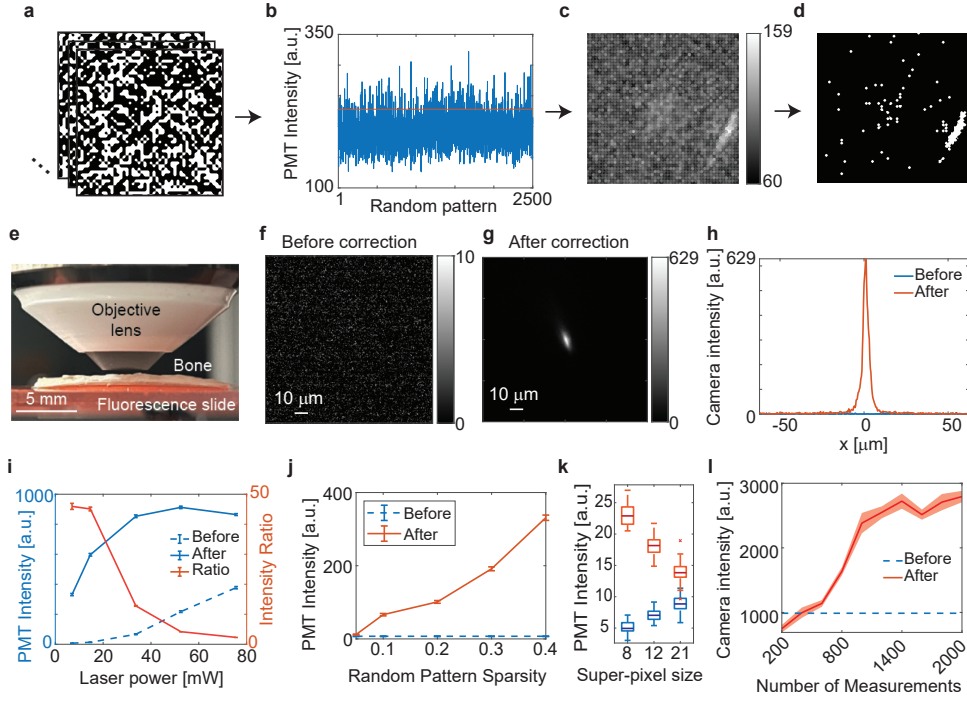 a
b
c
d
350
PMT Intensity [a.u.]
100
1
Random pattern
2500
159
60
e
Objective
lens
Bone
5 mm
Fluorescence slide
f
Before correction
10
10 μm
0
g
After correction
629
10 μm
0
h
629
Camera intensity [a.u.]
0
-50
0
50
x [μm]
Before
After
i
1000
PMT Intensity [a.u.]
0
0
20
40
60
80
Laser power [mW]
50
Intensity Ratio
0
Before
After
Ratio
j
400
200
0
PMT Intensity [a.u.]
0.1
0.2
0.3
0.4
Random Pattern Sparsity
Before
After
k
25
20
15
10
5
PMT Intensity [a.u.]
8
12
21
Super-pixel size
l
3000
2000
1000
0
Camera intensity [a.u.]
200
800
1400
2000
Number of Measurements
Before
After